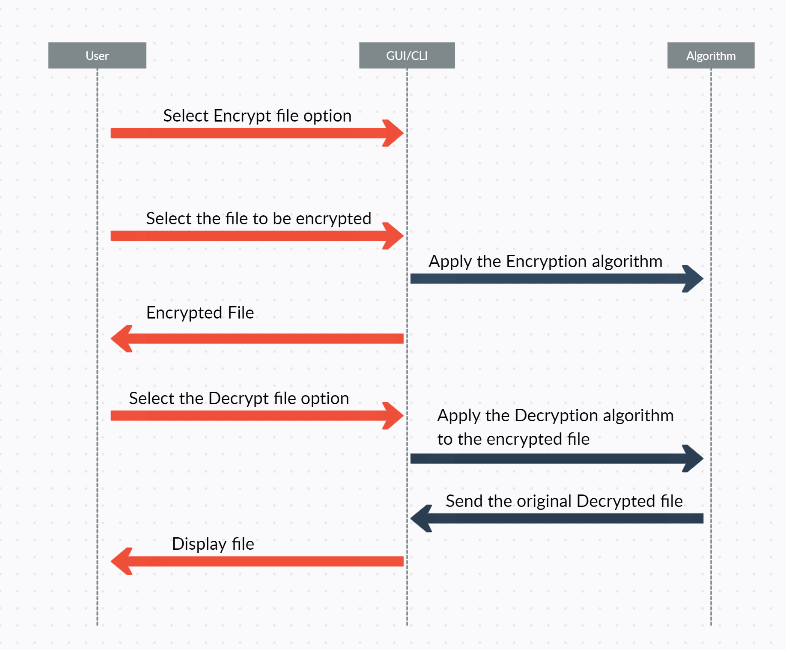 User
GUI/CLI
Algorithm
Select Encrypt file option
Select the file to be encrypted
Apply the Encryption algorithm
Encrypted File
Select the Decrypt file option
Apply the Decryption algorithm
to the encrypted file
Send the original Decrypted file
Display file